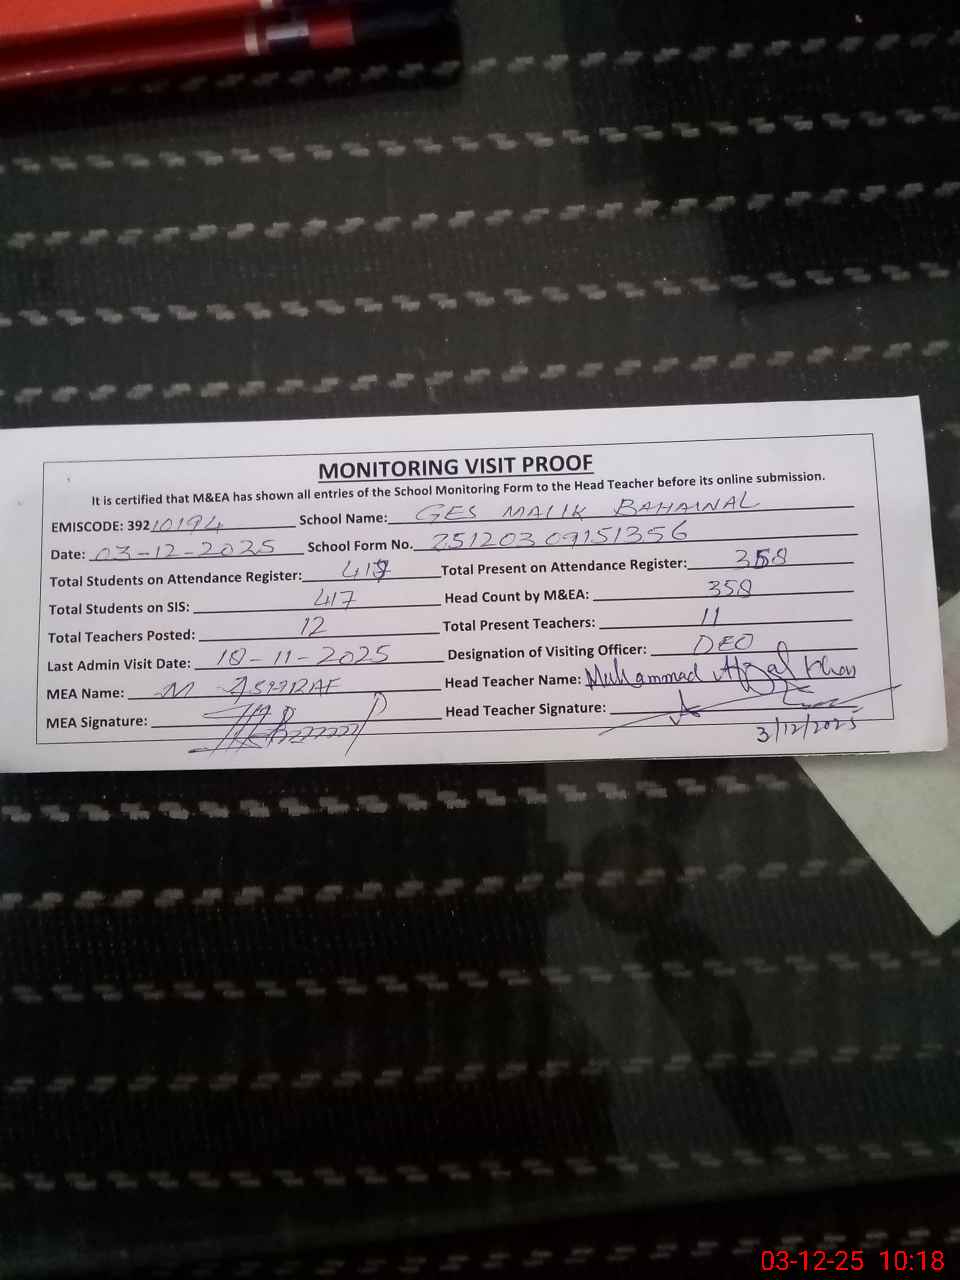 MONITORING VISIT PROOF
It is certified that M&EA has shown all entries of the School Monitoring Form to the Head Teacher before its online submission.
EMISCODE: 39210194 School Name: GES MALIK BAHAWAL
Date: 03-12-2025 School Form No. 25120309151356
Total Students on Attendance Register: 417 Total Present on Attendance Register: 358
Total Students on SIS: 417 Head Count by M&EA: 358
Total Teachers Posted: 12 Total Present Teachers: 11
Last Admin Visit Date: 10-11-2025 Designation of Visiting Officer: DEO
MEA Name: M Head Teacher Name: Muhammad Afzal Khan
MEA Signature: Head Teacher Signature:
3/12/2025
03-12-25 10:18